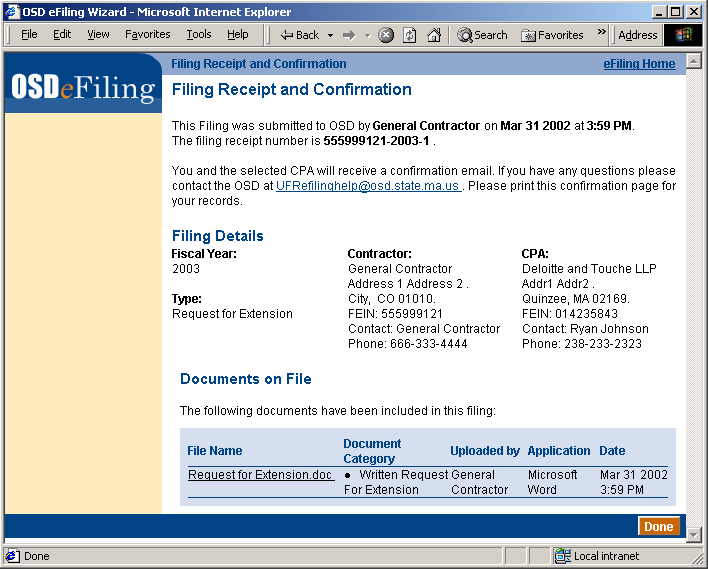 OSD eFiling Wizard - Microsoft Internet Explorer
File Edit View Favorites Tools Help Back Search Favorites » Address
OSDeFiling
Filing Receipt and Confirmation eFiling Home
Filing Receipt and Confirmation
This Filing was submitted to OSD by General Contractor on Mar 31 2002 at 3:59 PM.
The filing receipt number is 555999121-2003-1 .
You and the selected CPA will receive a confirmation email. If you have any questions please
contact the OSD at UFRefilinghelp@osd.state.ma.us . Please print this confirmation page for
your records.
Filing Details
Fiscal Year: Contractor: CPA:
2003 General Contractor Deloitte and Touche LLP
Address 1 Address 2 . Addr1 Addr2 .
Type: City, CO 01010. Quinzee, MA 02169.
Request for Extension FEIN: 555999121 FEIN: 014235843
Contact: General Contractor Contact: Ryan Johnson
Phone: 666-333-4444 Phone: 238-233-2323
Documents on File
The following documents have been included in this filing:
File Name Document Category Uploaded by Application Date
Request for Extension.doc • Written Request General Microsoft Mar 31 2002
For Extension Contractor Word 3:59 PM
Done
Done Local intranet